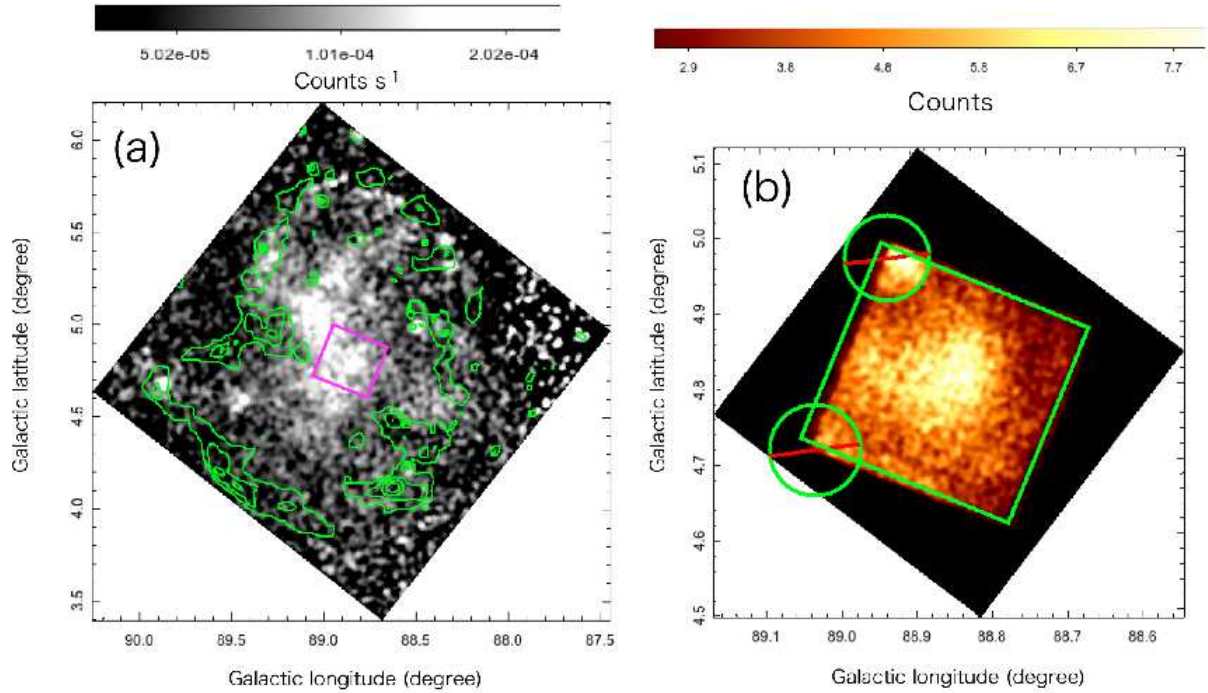 5.02e-05 1.01e-04 2.02e-04
Counts s⁻¹
(a)
6.0
5.5
5.0
4.5
4.0
3.5
Galactic latitude (degree)
90.0 89.5 89.0 88.5 88.0 87.5
Galactic longitude (degree)
2.9 3.8 4.8 5.8 6.7 7.7
Counts
(b)
5.1
5.0
4.9
4.8
4.7
4.6
4.5
Galactic latitude (degree)
89.1 89.0 88.9 88.8 88.7 88.6
Galactic longitude (degree)